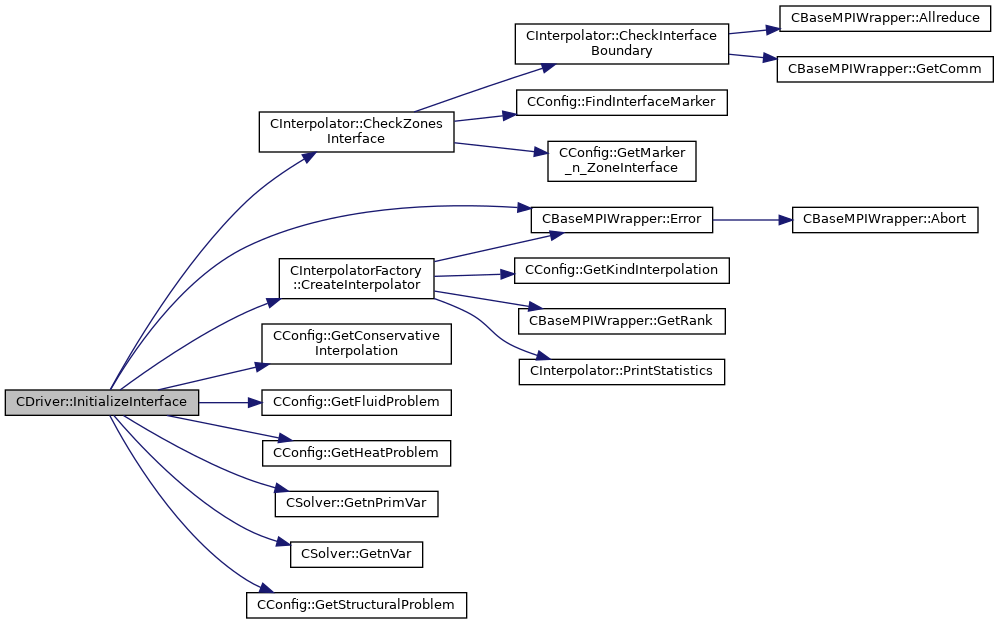 CDriver::InitializeInterface
CInterpolator::CheckZones
Interface
CInterpolator::CheckInterface
Boundary
CBaseMPIWrapper::Allreduce
CBaseMPIWrapper::GetComm
CConfig::FindInterfaceMarker
CConfig::GetMarker
_n_ZoneInterface
CBaseMPIWrapper::Error
CBaseMPIWrapper::Abort
CInterpolatorFactory
::CreateInterpolator
CConfig::GetKindInterpolation
CBaseMPIWrapper::GetRank
CInterpolator::PrintStatistics
CConfig::GetConservative
Interpolation
CConfig::GetFluidProblem
CConfig::GetHeatProblem
CSolver::GetnPrimVar
CSolver::GetnVar
CConfig::GetStructuralProblem